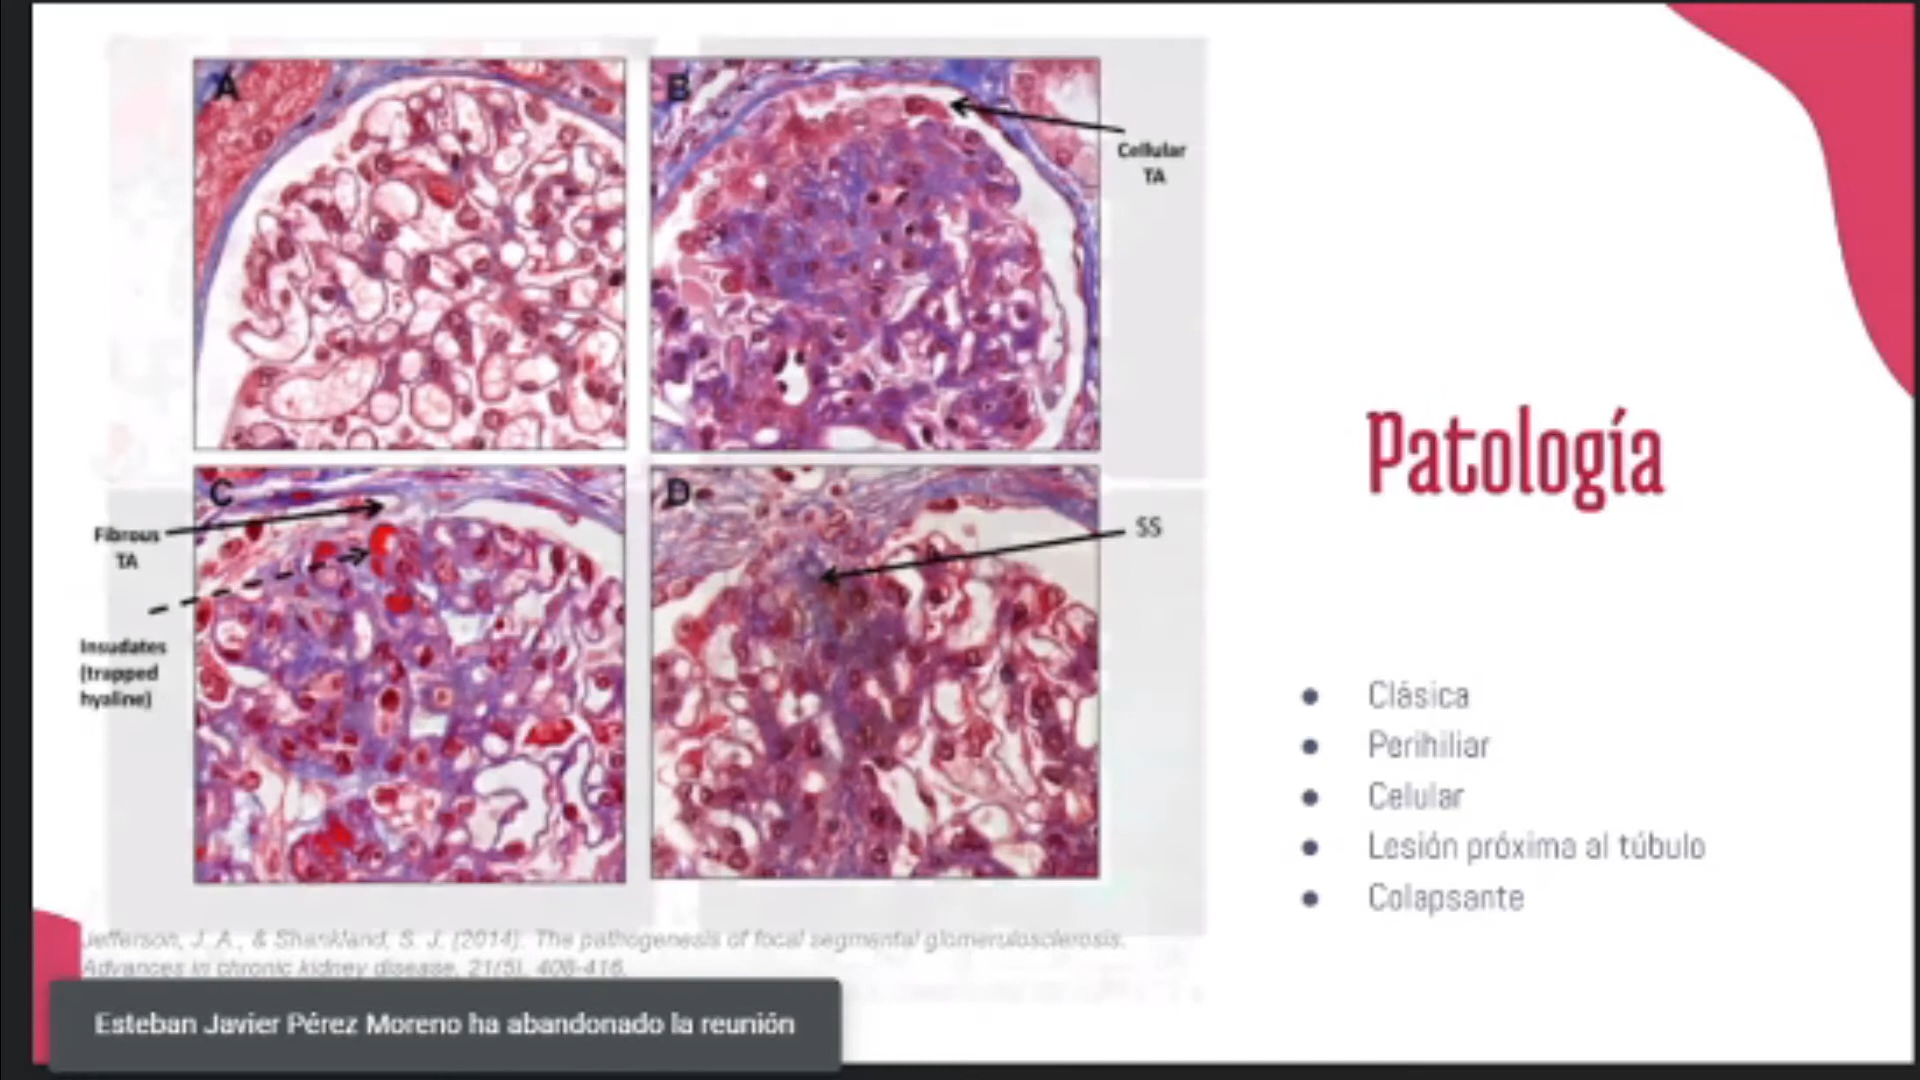 A
B
Cellular
TA
C
D
Fibrous
TA
SS
Insudates
(trapped
hyaline)
Patología
Clásica
Perihiliar
Celular
Lesión próxima al túbulo
Colapsante
Jefferson, J. A., & Shankland, S. J. (2014). The pathogenesis of focal segmental glomerulosclerosis.
Advances in chronic kidney disease, 21(5), 408-416.
Esteban Javier Pérez Moreno ha abandonado la reunión